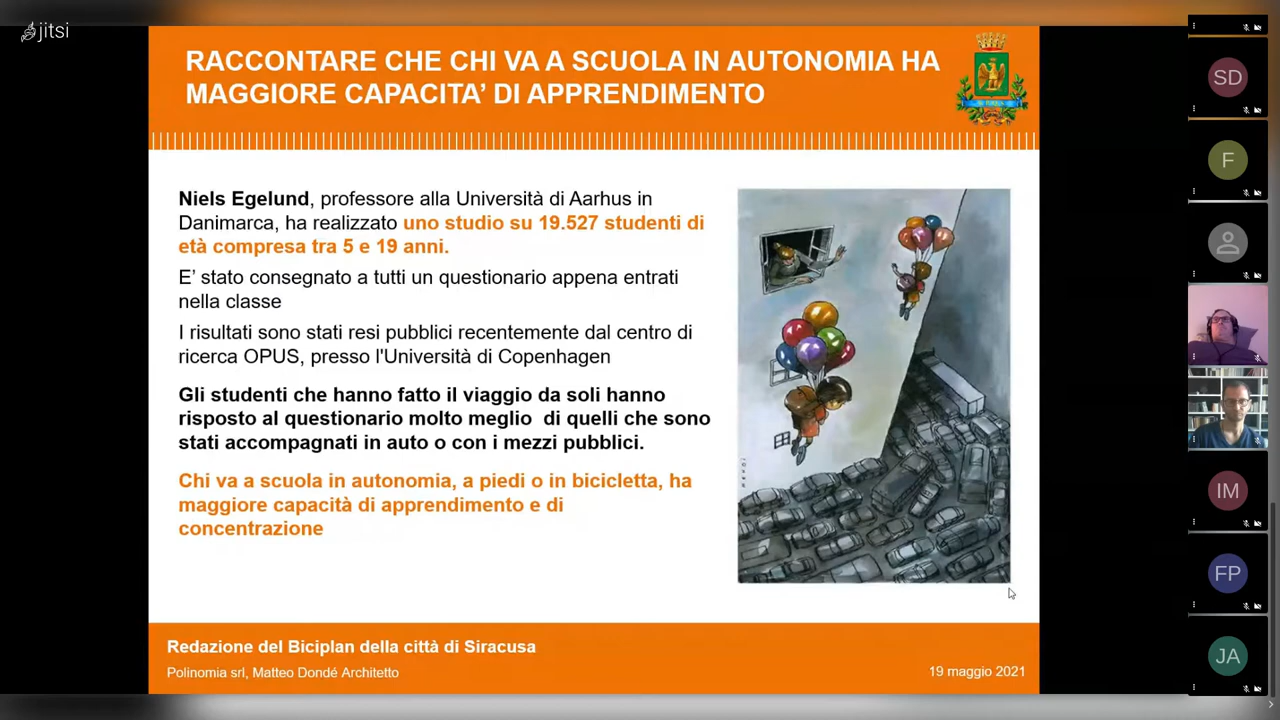 jitsi
RACCONTARE CHE CHI VA A SCUOLA IN AUTONOMIA HA
MAGGIORE CAPACITA’ DI APPRENDIMENTO
Niels Egelund, professore alla Università di Aarhus in
Danimarca, ha realizzato uno studio su 19.527 studenti di
età compresa tra 5 e 19 anni.
E’ stato consegnato a tutti un questionario appena entrati
nella classe
I risultati sono stati resi pubblici recentemente dal centro di
ricerca OPUS, presso l'Università di Copenhagen
Gli studenti che hanno fatto il viaggio da soli hanno
risposto al questionario molto meglio di quelli che sono
stati accompagnati in auto o con i mezzi pubblici.
Chi va a scuola in autonomia, a piedi o in bicicletta, ha
maggiore capacità di apprendimento e di
concentrazione
Redazione del Biciplan della città di Siracusa
Polinomia srl, Matteo Dondé Architetto
19 maggio 2021
SD
F
IM
FP
JA